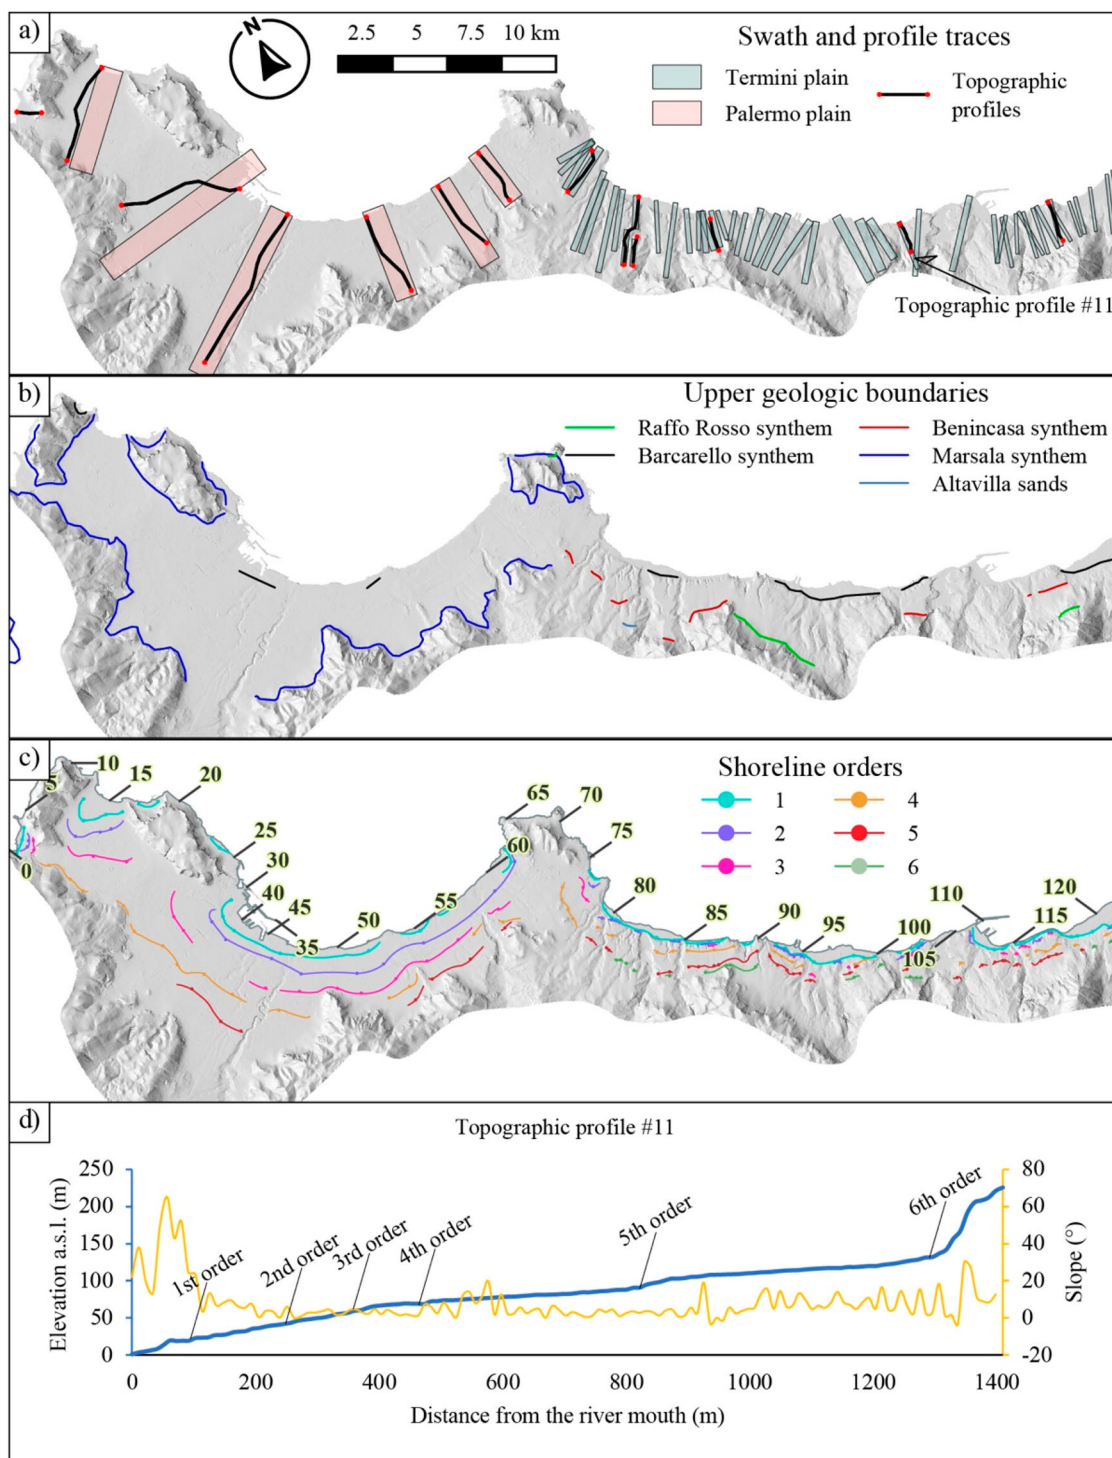 a)
N
2.5 5 7.5 10 km
Swath and profile traces
Termini plain
Palermo plain
Topographic
profiles
Topographic profile #11
b)
Upper geologic boundaries
Raffo Rosso synthem
Barcarello synthem
Benincasa synthem
Marsala synthem
Altavilla sands
c)
Shoreline orders
1
2
3
4
5
6
0
5
10
15
20
25
30
40
45
35
50
55
60
65
70
75
80
85
90
95
100
105
110
115
120
d)
Topographic profile #11
Elevation a.s.l. (m)
250
200
150
100
50
0
1st order
2nd order
3rd order
4th order
5th order
6th order
80
60
40
20
0
-20
Slope (°)
0 200 400 600 800 1000 1200 1400
Distance from the river mouth (m)